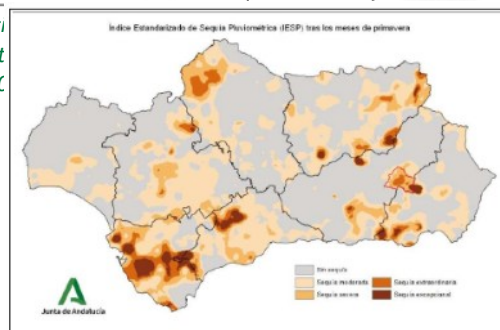 Índice Estandarizado de Sequía Pluviométrica (IESP) tras los meses de primavera
Sin sequía
Sequía moderada
Sequía severa
Sequía extraordinaria
Sequía excepcional
Junta de Andalucía